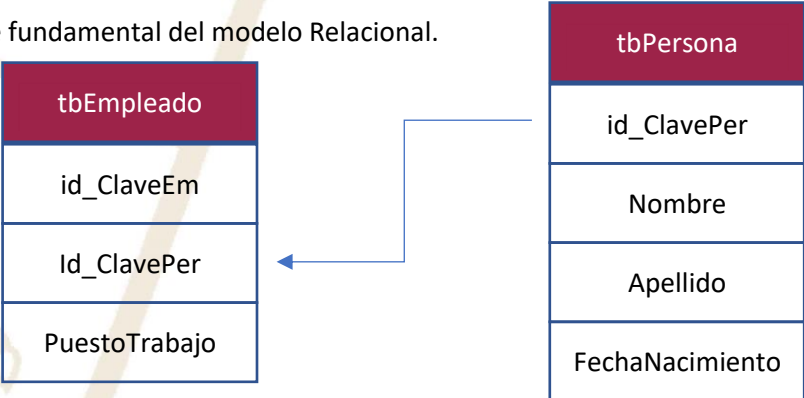 fundamental del modelo Relacional.
tbEmpleado
id_ClaveEm
Id_ClavePer
PuestoTrabajo
tbPersona
id_ClavePer
Nombre
Apellido
FechaNacimiento